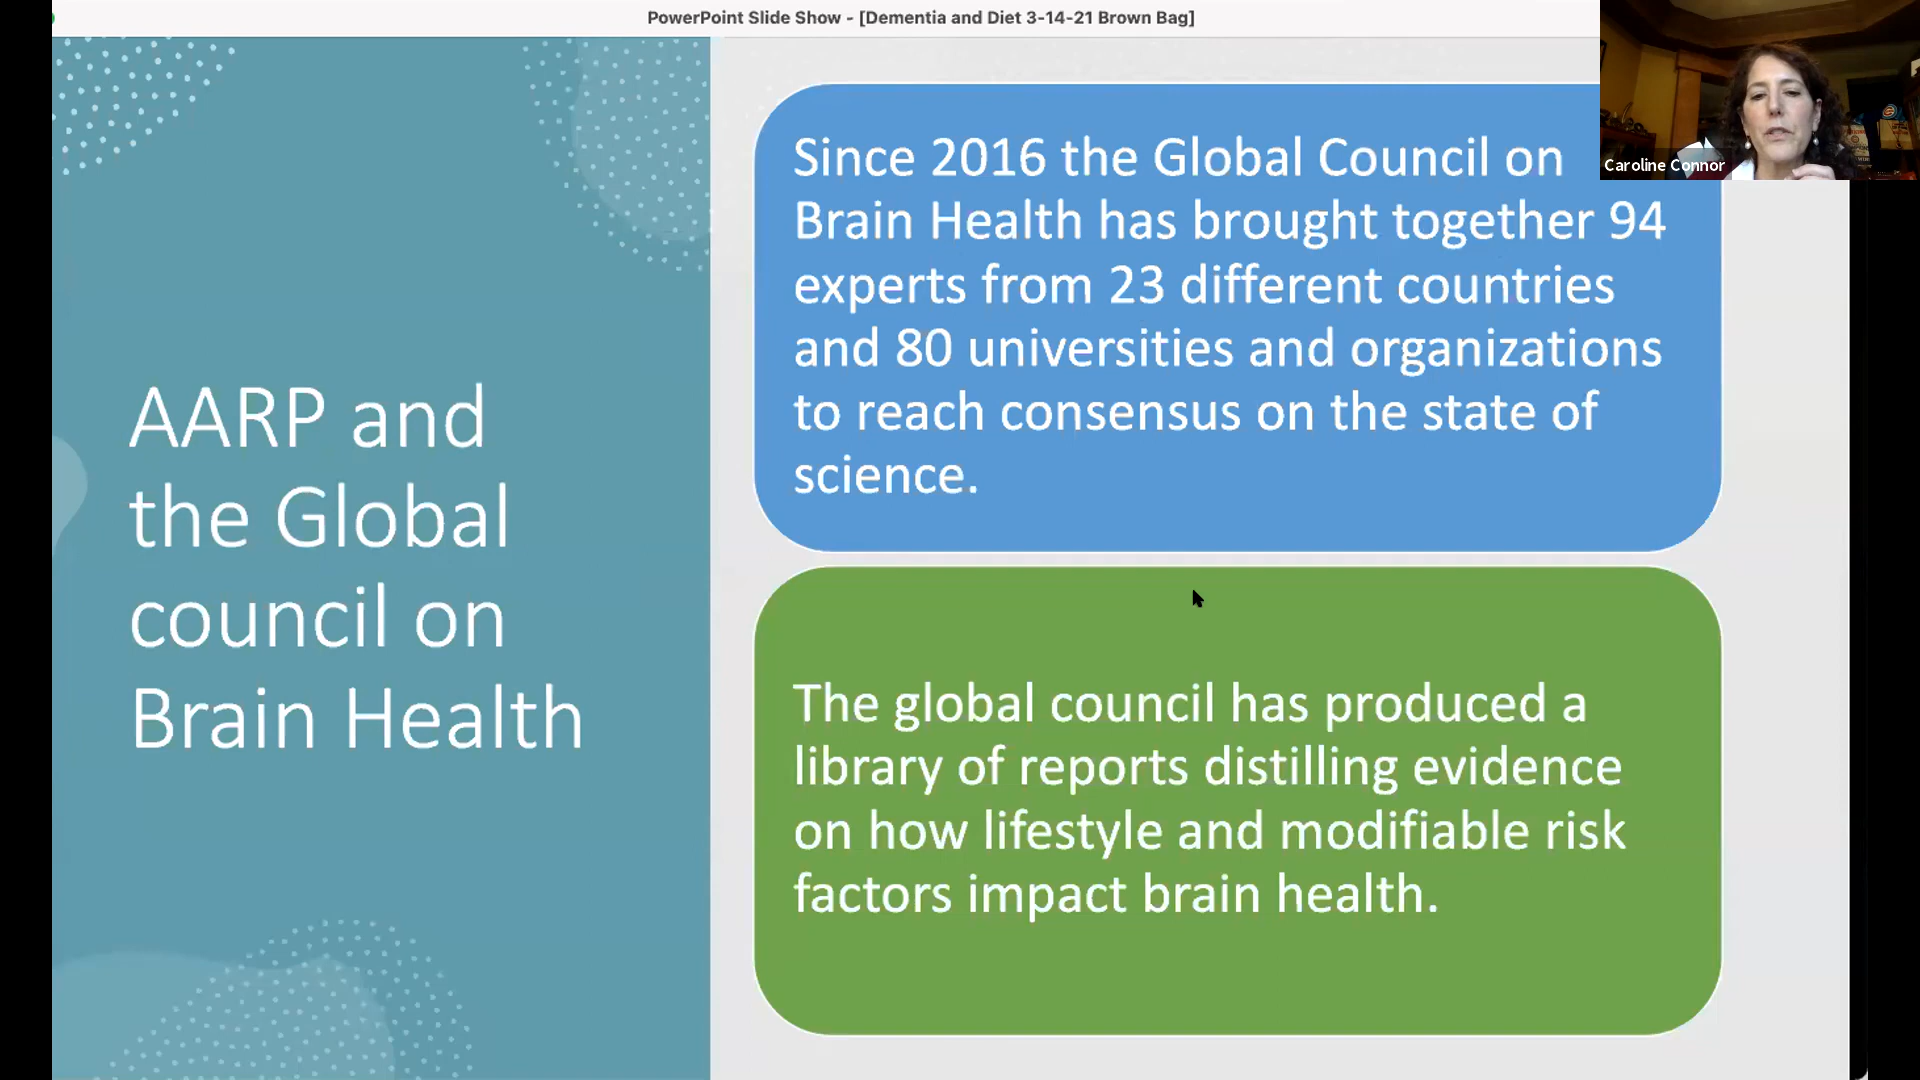 PowerPoint Slide Show - [Dementia and Diet 3-14-21 Brown Bag]
Caroline Connor
AARP and
the Global
council on
Brain Health
Since 2016 the Global Council on
Brain Health has brought together 94
experts from 23 different countries
and 80 universities and organizations
to reach consensus on the state of
science.
The global council has produced a
library of reports distilling evidence
on how lifestyle and modifiable risk
factors impact brain health.